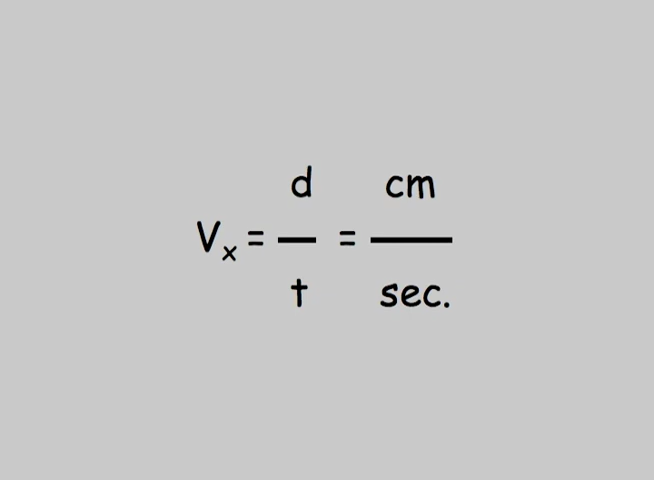 d cm
Vx = — = —
t sec.